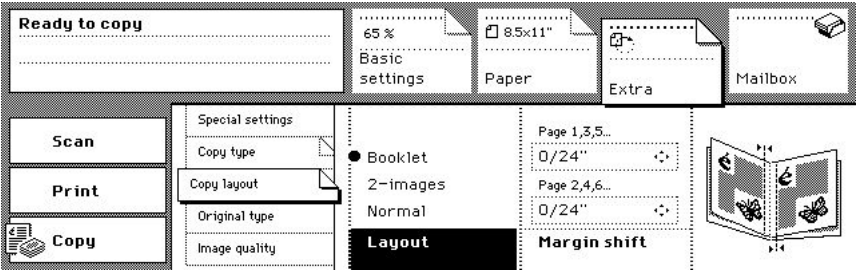 Ready to copy
65 %
Basic
settings
8.5x11"
Paper
Extra
Mailbox
Scan
Print
Copy
Special settings
Copy type
Copy layout
Original type
Image quality
Booklet
2-images
Normal
Layout
Page 1,3,5...
0/24"
Page 2,4,6...
0/24"
Margin shift
é é